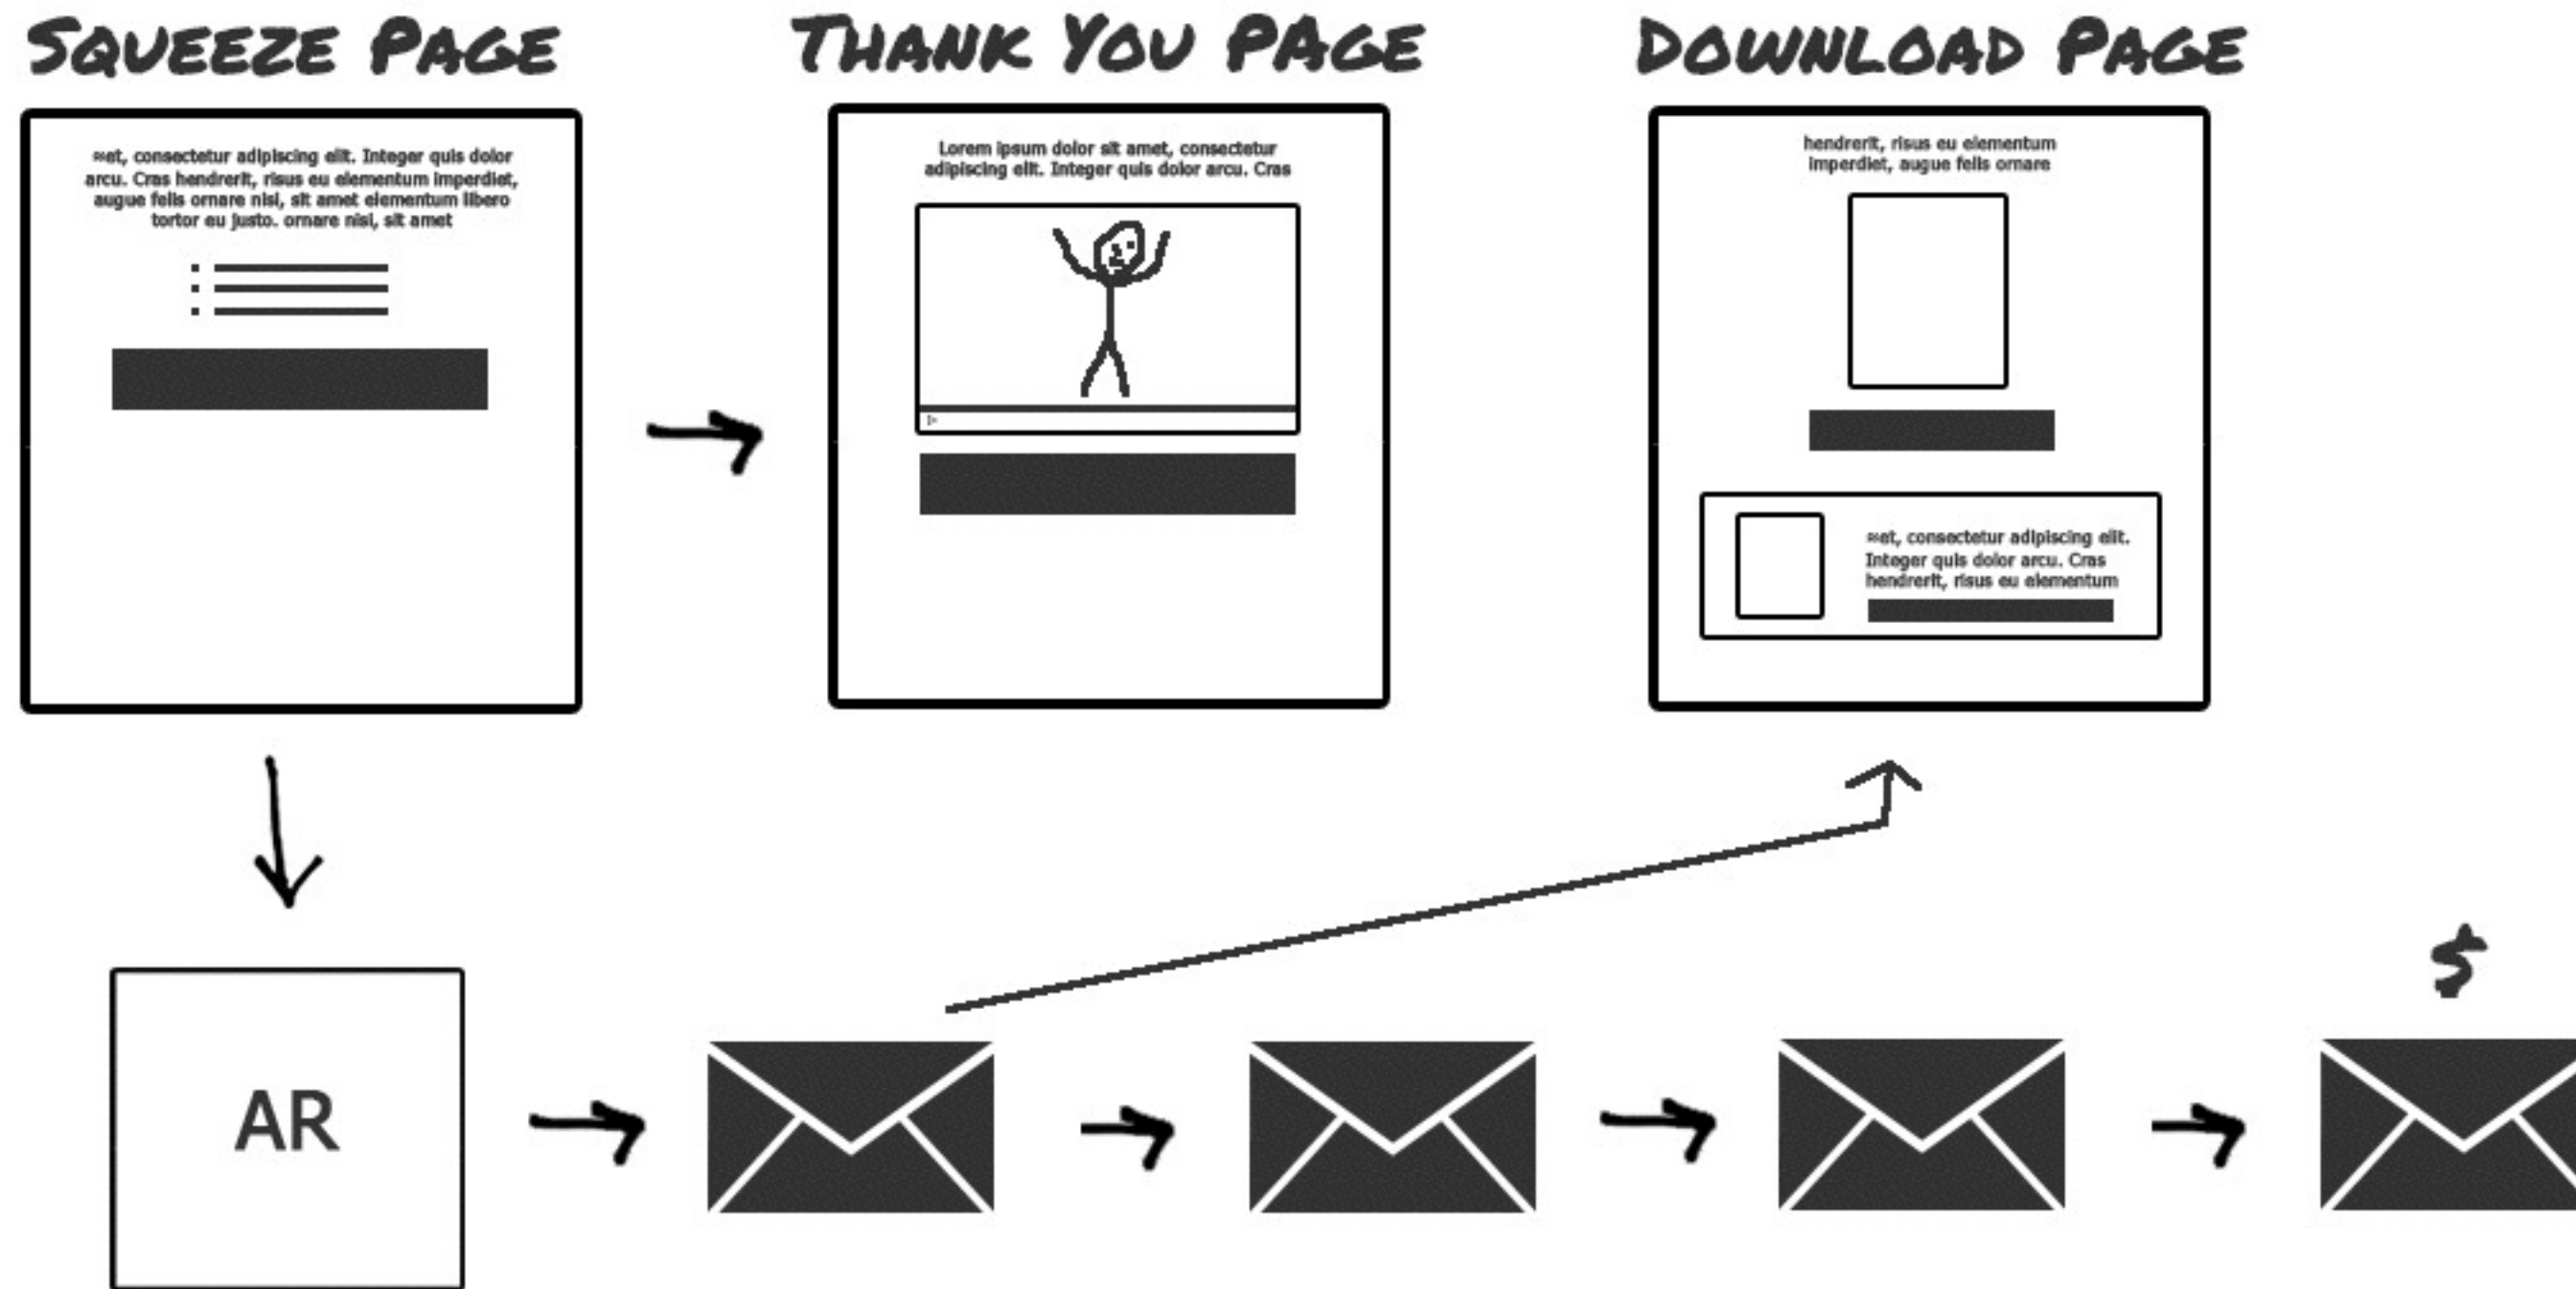 Squeeze Page
Thank You Page
Download Page
et, consectetur adipiscing elit. Integer quis dolor
arcu. Cras hendrerit, risus eu elementum imperdiet,
augue felis ornare nisl, sit amet elementum libero
tortor eu justo. ornare nisl, sit amet
Lorem ipsum dolor sit amet, consectetur
adipiscing elit. Integer quis dolor arcu. Cras
hendrerit, risus eu elementum
imperdiet, augue felis ornare
et, consectetur adipiscing elit.
Integer quis dolor arcu. Cras
hendrerit, risus eu elementum
$
AR